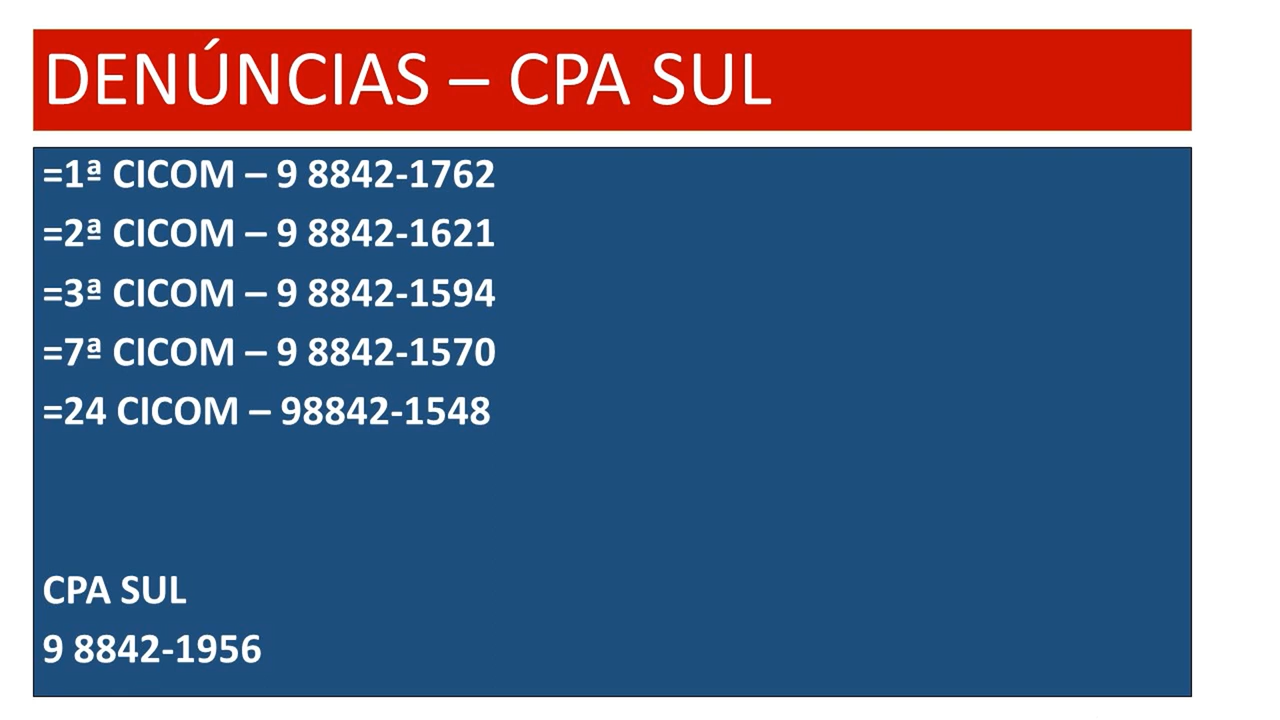 DENÚNCIAS – CPA SUL
=1ª CICOM – 9 8842-1762
=2ª CICOM – 9 8842-1621
=3ª CICOM – 9 8842-1594
=7ª CICOM – 9 8842-1570
=24 CICOM – 98842-1548
CPA SUL
9 8842-1956